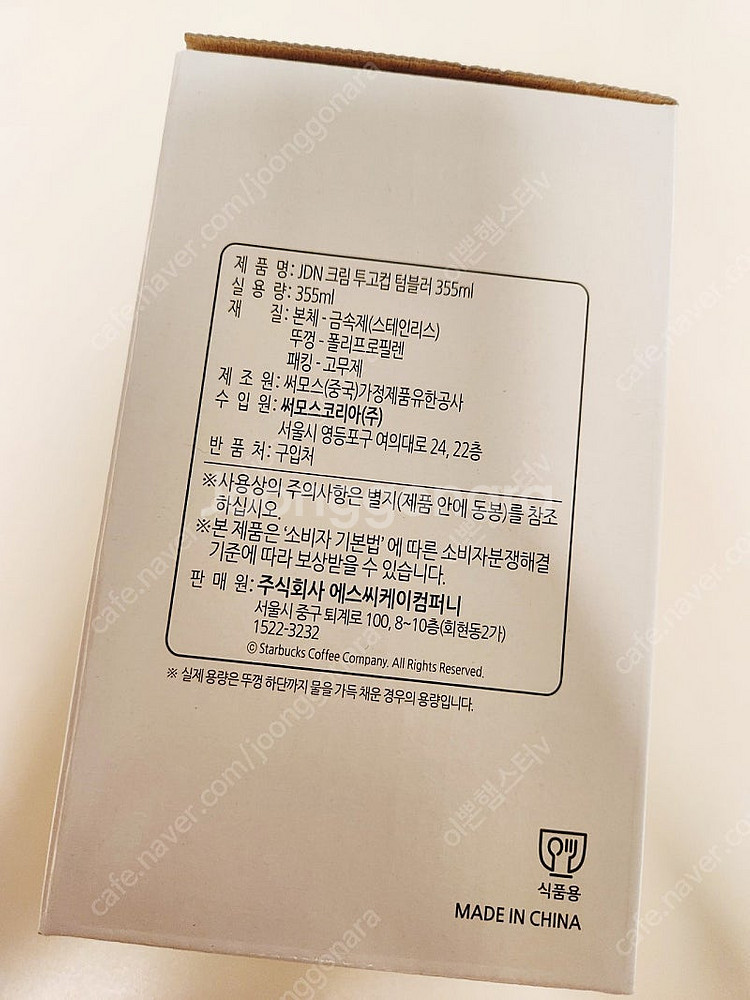 제 품 명: JDN 크림 투고컵 텀블러 355ml
실 용 량: 355ml
재 질: 본체 - 금속제(스테인리스)
뚜껑 - 폴리프로필렌
패킹 - 고무제
제 조 원: 써모스(중국)가정제품유한공사
수 입 원: 써모스코리아(주)
서울시 영등포구 여의대로 24, 22층
반 품 처: 구입처
※사용상의 주의사항은 별지(제품 안에 동봉)를 참조
하십시오.
※본 제품은 '소비자 기본법' 에 따른 소비자분쟁해결
기준에 따라 보상받을 수 있습니다.
판 매 원: 주식회사 에스씨케이컴퍼니
서울시 중구 퇴계로 100, 8~10층(회현동2가)
1522-3232
© Starbucks Coffee Company. All Rights Reserved.
※ 실제 용량은 뚜껑 하단까지 물을 가득 채운 경우의 용량입니다.
식품용
MADE IN CHINA
joonggonara
cafe.naver.com/joonggonara
이쁜햄스터v